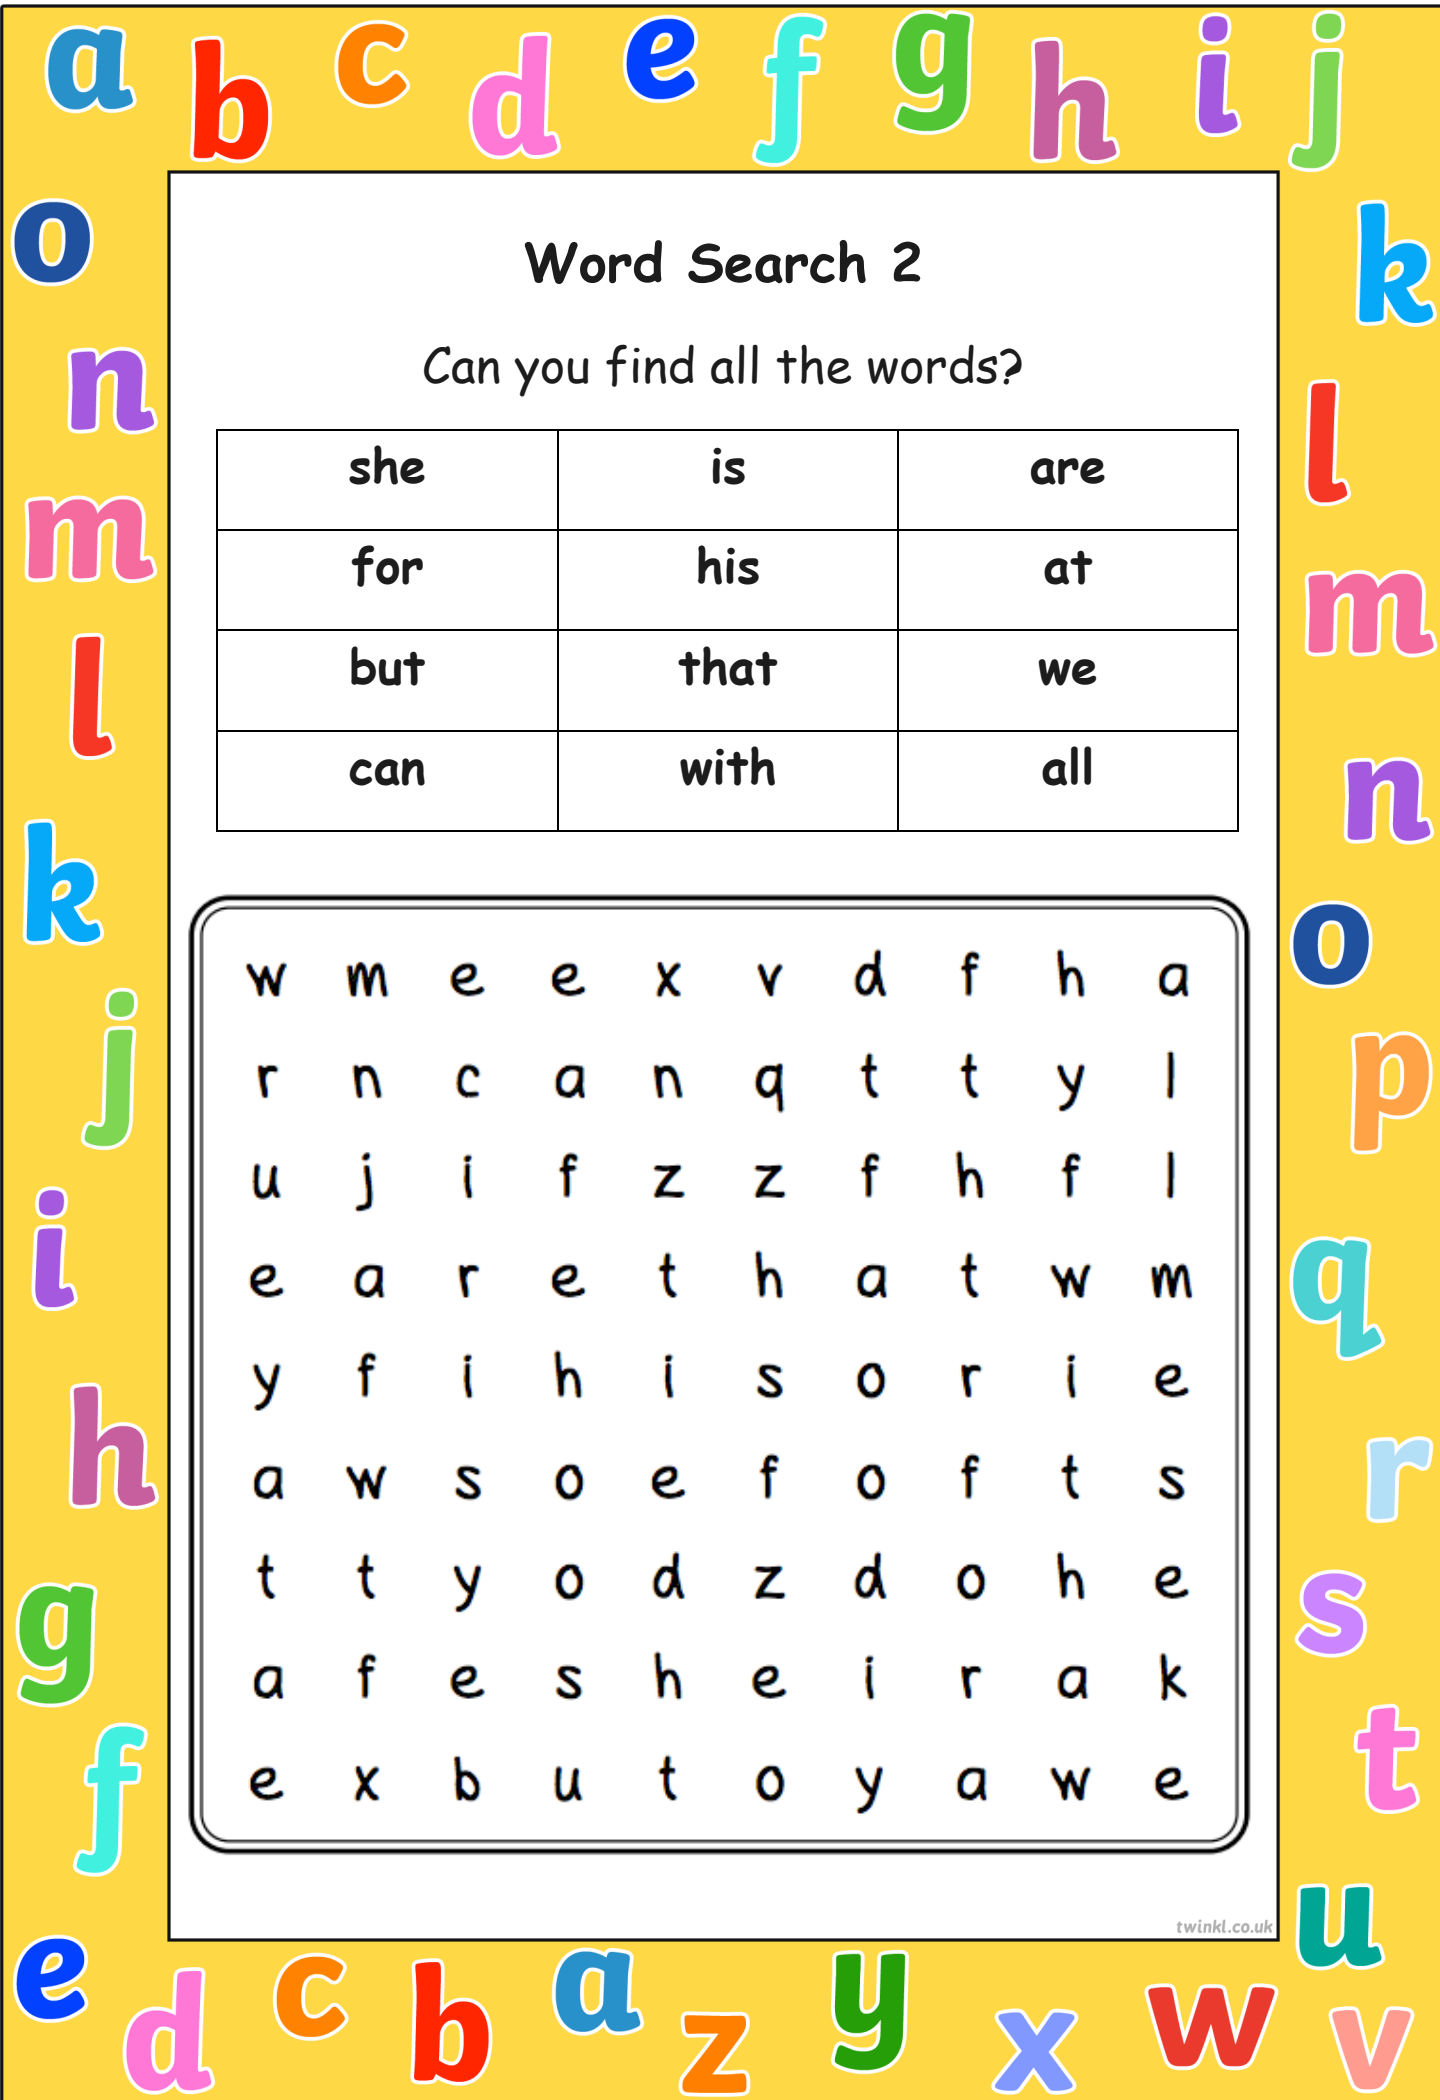 a b c d e f g h i j
o k
Word Search 2
Can you find all the words?
n
l
she is are
m
for his at
m
l
but that we
can with all
n
k
o
w m e e x v d f h a
j
r n c a n q t t y l
p
u j i f z z f h f l
i
q
e a r e t h a t w m
y f i h i s o r i e
h
r
a w s o e f o f t s
t t y o d z d o h e
g
s
a f e s h e i r a k
t
e x b u t o y a w e
f
twinkl.co.uk
u
e d c b a z y x w v